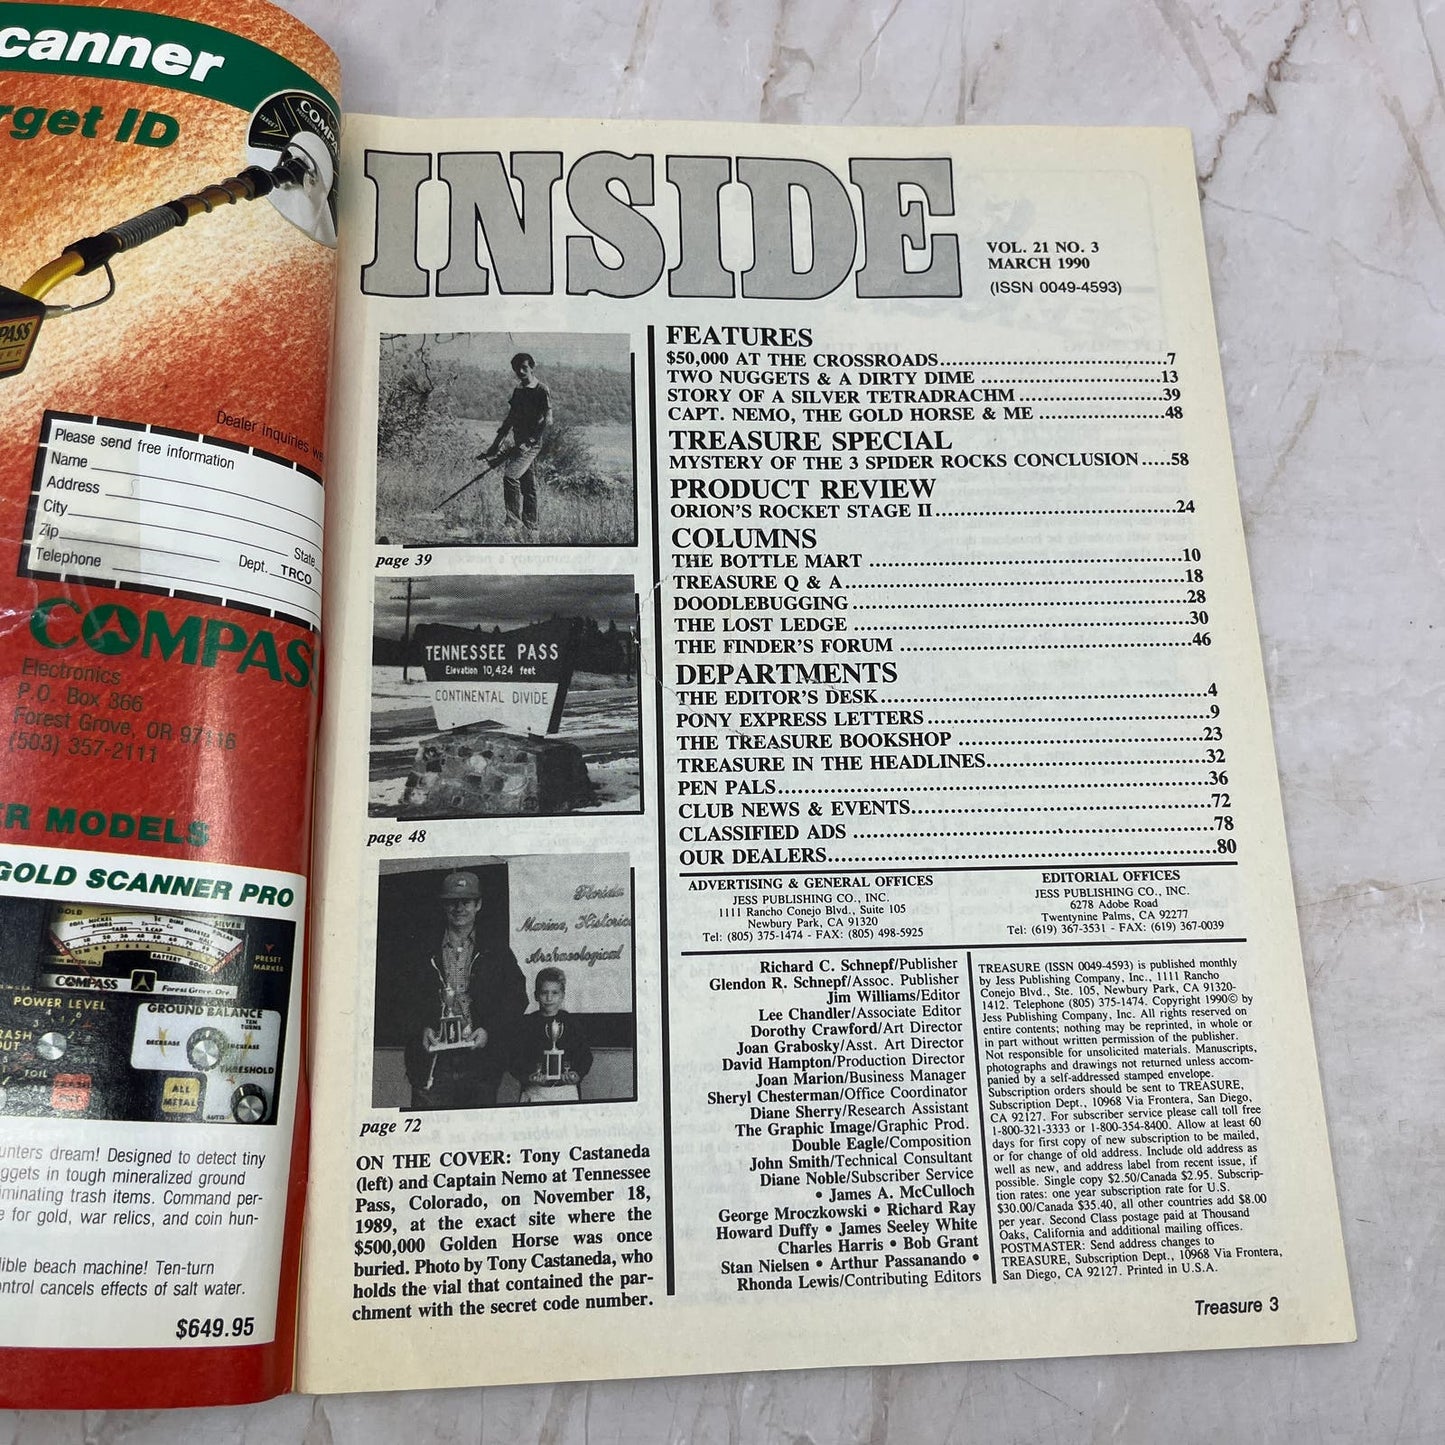 canner
rget ID
COMPASS
Dealer inquiries
Please send free information
Name
Address
City
State
Zip
Telephone
Dept. TRCO
COMPASS
Electronics
P.O. Box 366
Forest Grove, OR 97116
(503) 357-2111
R MODELS
GOLD SCANNER PRO
GOLD
SILVER
COMPASS
Forest Grove, Ore.
PRESET
MARKER
POWER LEVEL
GROUND BALANCE
TEN
TURNS
DECREASE
INCREASE
THRESHOLD
ALL
METAL
AUTO
unters dream! Designed to detect tiny
ggets in tough mineralized ground
iminating trash items. Command per-
e for gold, war relics, and coin hun-
dible beach machine! Ten-turn
ontrol cancels effects of salt water.
$649.95
INSIDE
VOL. 21 NO. 3
MARCH 1990
(ISSN 0049-4593)
page 39
TENNESSEE PASS
Elevation 10,424 feet
CONTINENTAL DIVIDE
page 48
Florida
Marine, Historic
Archaeological
page 72
ON THE COVER: Tony Castaneda
(left) and Captain Nemo at Tennessee
Pass, Colorado, on November 18,
1989, at the exact site where the
$500,000 Golden Horse was once
buried. Photo by Tony Castaneda, who
holds the vial that contained the par-
chment with the secret code number.
FEATURES
$50,000 AT THE CROSSROADS....................................7
TWO NUGGETS & A DIRTY DIME .............................13
STORY OF A SILVER TETRADRACHM.......................39
CAPT. NEMO, THE GOLD HORSE & ME ....................48
TREASURE SPECIAL
MYSTERY OF THE 3 SPIDER ROCKS CONCLUSION.....58
PRODUCT REVIEW
ORION'S ROCKET STAGE II.......................................24
COLUMNS
THE BOTTLE MART ..................................................10
TREASURE Q & A......................................................18
DOODLEBUGGING.....................................................28
THE LOST LEDGE .....................................................30
THE FINDER'S FORUM ..............................................46
DEPARTMENTS
THE EDITOR'S DESK....................................................4
PONY EXPRESS LETTERS.............................................9
THE TREASURE BOOKSHOP .......................................23
TREASURE IN THE HEADLINES..................................32
PEN PALS..................................................................36
CLUB NEWS & EVENTS..............................................72
CLASSIFIED ADS .......................................................78
OUR DEALERS...........................................................80
ADVERTISING & GENERAL OFFICES
JESS PUBLISHING CO., INC.
1111 Rancho Conejo Blvd., Suite 105
Newbury Park, CA 91320
Tel: (805) 375-1474 - FAX: (805) 498-5925
EDITORIAL OFFICES
JESS PUBLISHING CO., INC.
6278 Adobe Road
Twentynine Palms, CA 92277
Tel: (619) 367-3531 - FAX: (619) 367-0039
Richard C. Schnepf/Publisher
Glendon R. Schnepf/Assoc. Publisher
Jim Williams/Editor
Lee Chandler/Associate Editor
Dorothy Crawford/Art Director
Joan Grabosky/Asst. Art Director
David Hampton/Production Director
Joan Marion/Business Manager
Sheryl Chesterman/Office Coordinator
Diane Sherry/Research Assistant
The Graphic Image/Graphic Prod.
Double Eagle/Composition
John Smith/Technical Consultant
Diane Noble/Subscriber Service
• James A. McCulloch
George Mroczkowski • Richard Ray
Howard Duffy • James Seeley White
Charles Harris • Bob Grant
Stan Nielsen • Arthur Passanando •
Rhonda Lewis/Contributing Editors
TREASURE (ISSN 0049-4593) is published monthly
by Jess Publishing Company, Inc., 1111 Rancho
Conejo Blvd., Ste. 105, Newbury Park, CA 91320-
1412. Telephone (805) 375-1474. Copyright 1990© by
Jess Publishing Company, Inc. All rights reserved on
entire contents; nothing may be reprinted, in whole or
in part without written permission of the publisher.
Not responsible for unsolicited materials. Manuscripts,
photographs and drawings not returned unless accom-
panied by a self-addressed stamped envelope.
Subscription orders should be sent to TREASURE,
Subscription Dept., 10968 Via Frontera, San Diego,
CA 92127. For subscriber service please call toll free
1-800-321-3333 or 1-800-354-8400. Allow at least 60
days for first copy of new subscription to be mailed,
or for change of old address. Include old address as
well as new, and address label from recent issue, if
possible. Single copy $2.50/Canada $2.95. Subscrip-
tion rates: one year subscription rate for U.S.
$30.00/Canada $35.40, all other countries add $8.00
per year. Second Class postage paid at Thousand
Oaks, California and additional mailing offices.
POSTMASTER: Send address changes to
TREASURE, Subscription Dept., 10968 Via Frontera,
San Diego, CA 92127. Printed in U.S.A.
Treasure 3